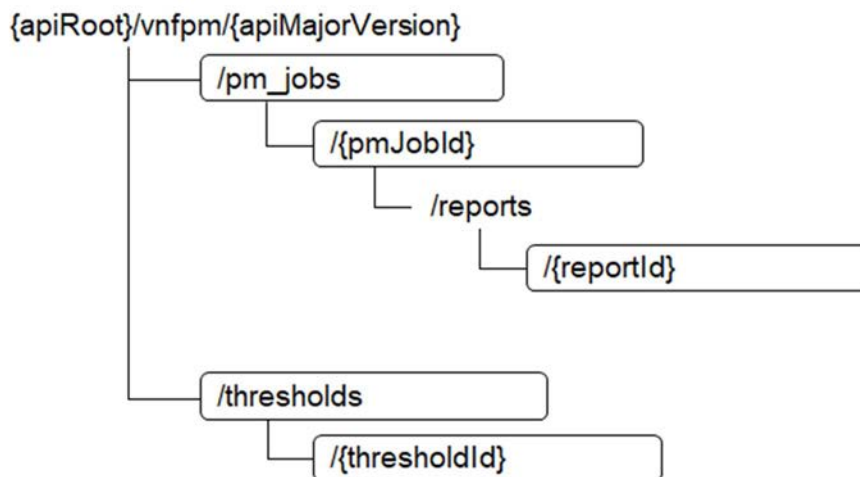 {apiRoot}/vnfpm/{apiMajorVersion}
/pm_jobs
/{pmJobId}
/reports
/{reportId}
/thresholds
/{thresholdId}